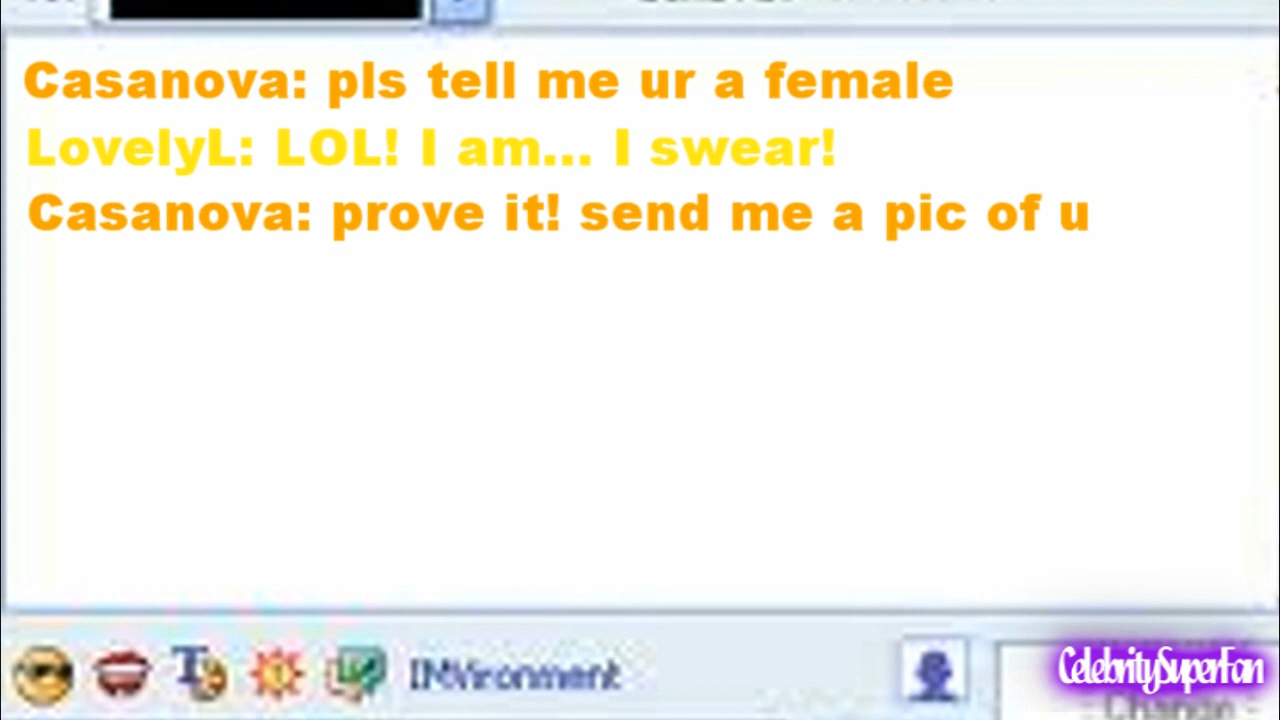 Casanova: pls tell me ur a female
LovelyL: LOL! I am... I swear!
Casanova: prove it! send me a pic of u
IMVironment
CelebritySuperFan
- Change -